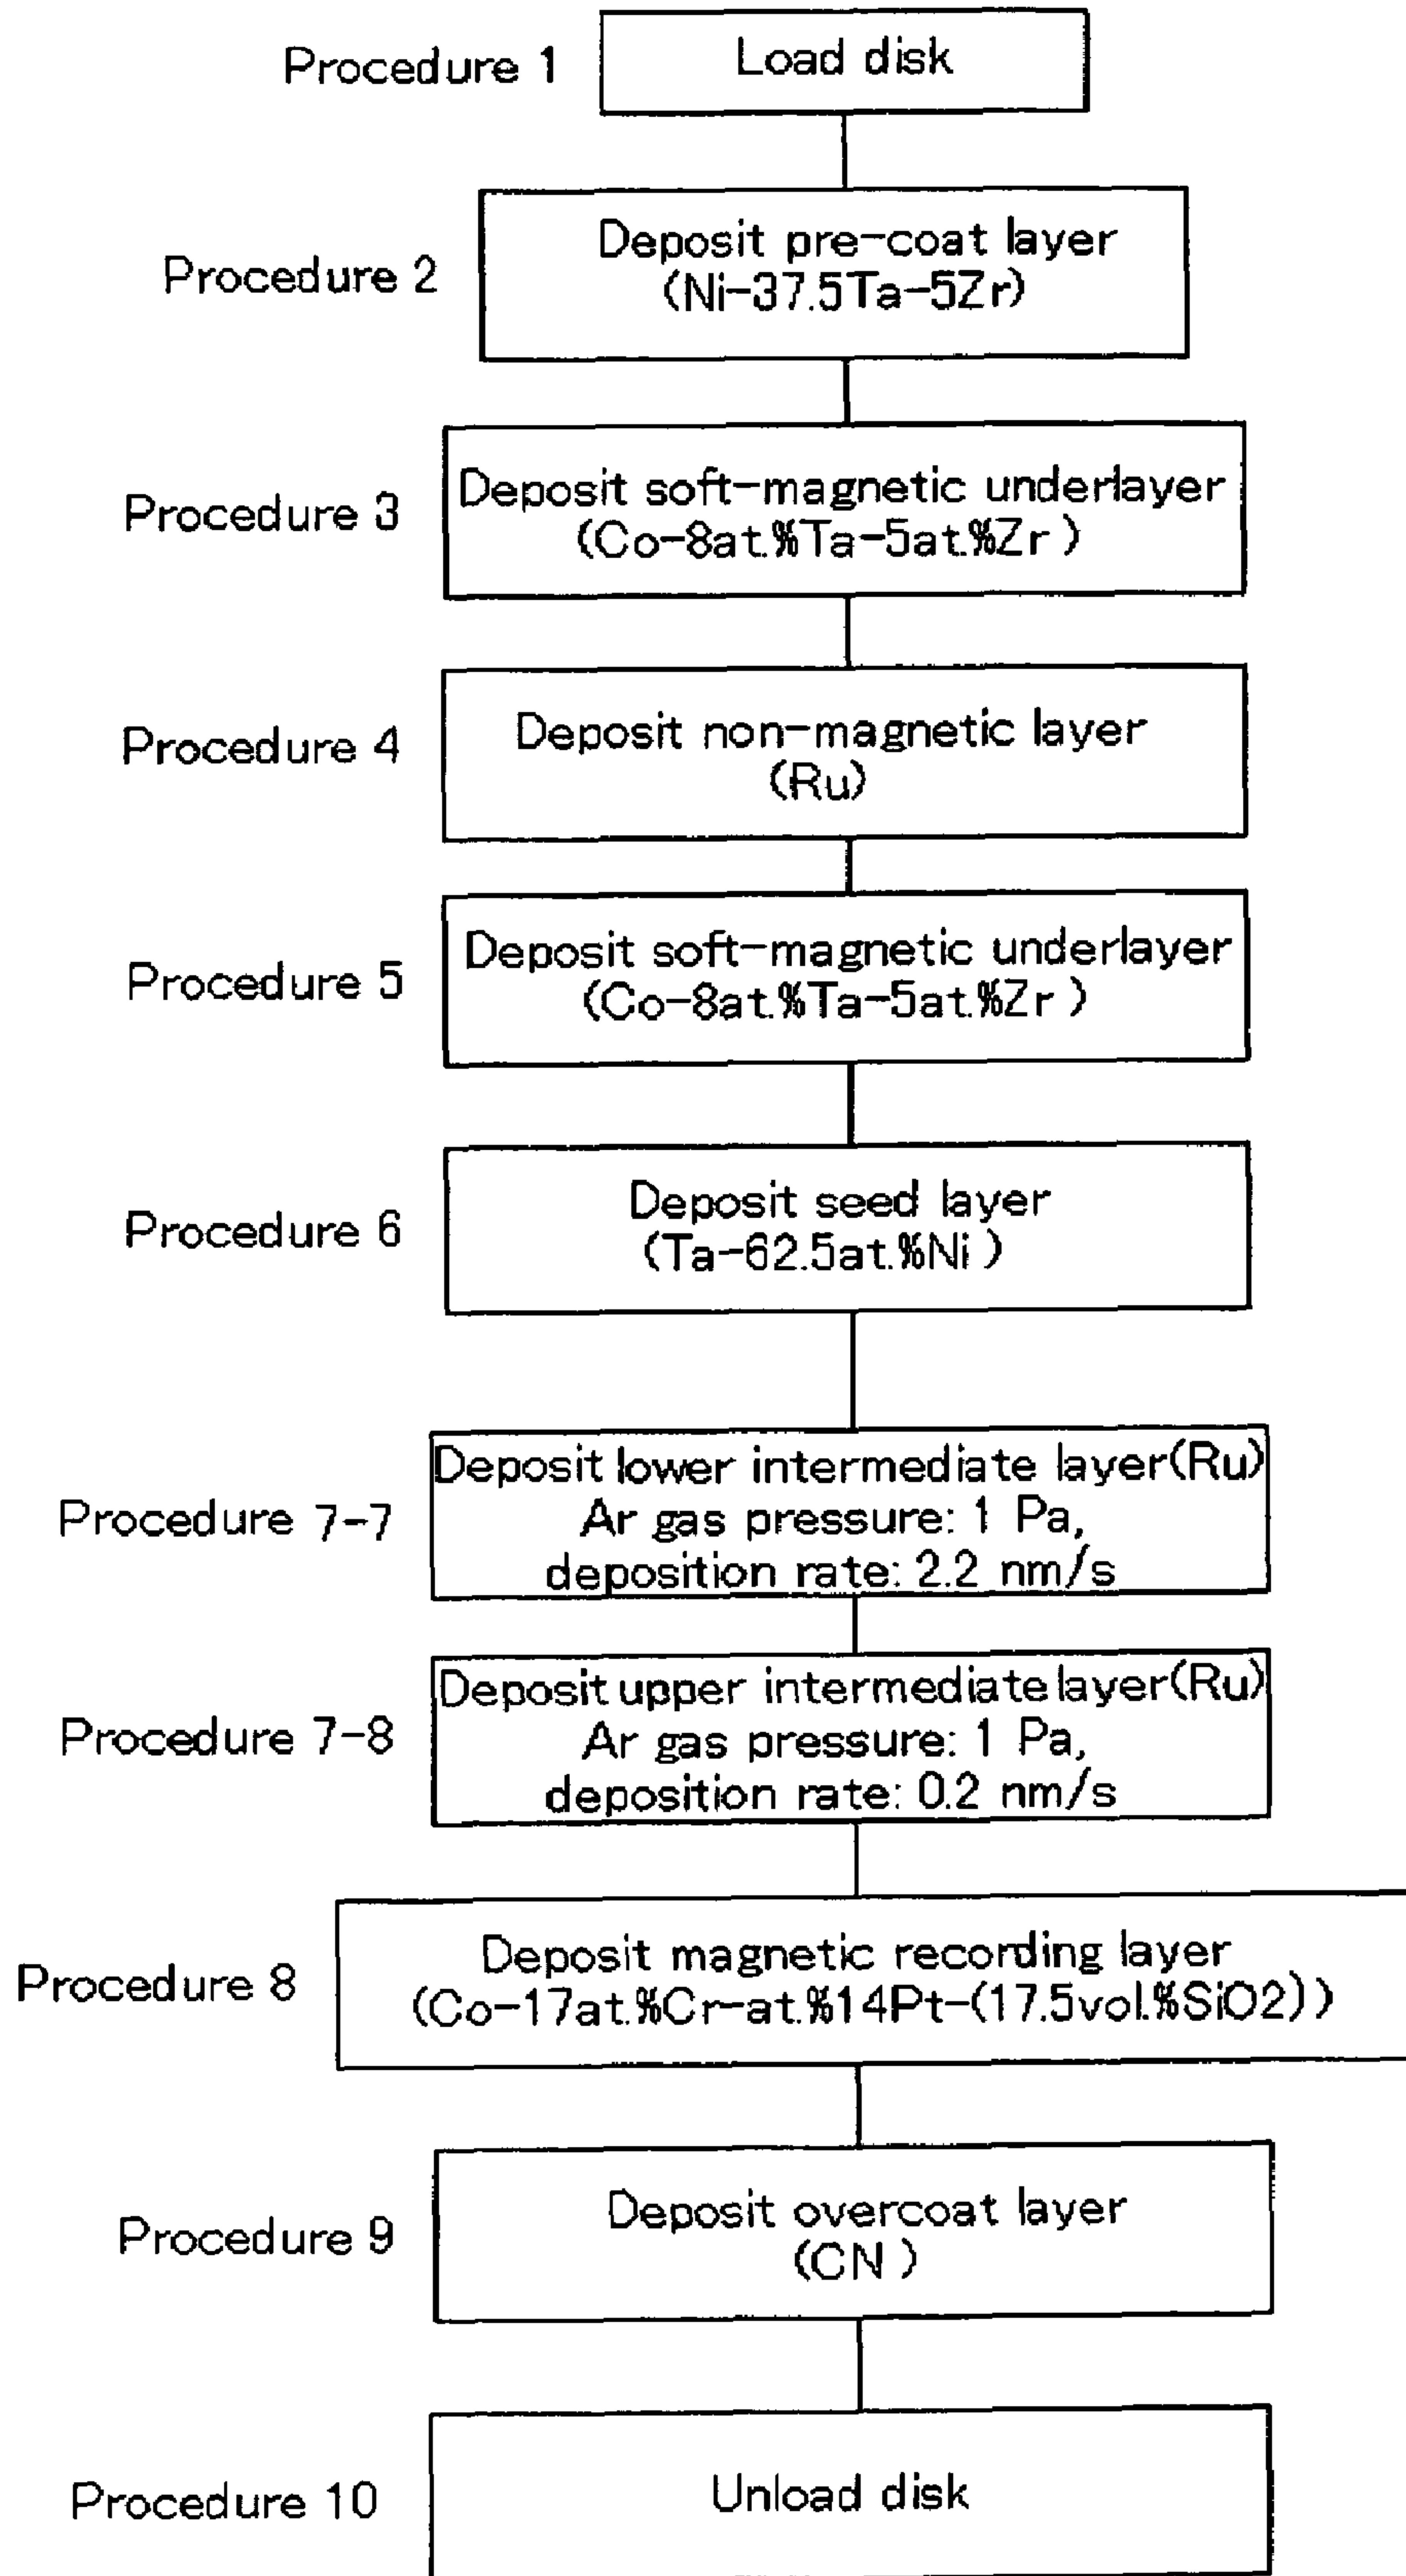 Procedure 1
Load disk
Procedure 2
Deposit pre-coat layer
(Ni-37.5Ta-5Zr)
Procedure 3
Deposit soft-magnetic underlayer
(Co-8at.%Ta-5at.%Zr )
Procedure 4
Deposit non-magnetic layer
(Ru)
Procedure 5
Deposit soft-magnetic underlayer
(Co-8at.%Ta-5at.%Zr )
Procedure 6
Deposit seed layer
(Ta-62.5at.%Ni )
Procedure 7-7
Deposit lower intermediate layer(Ru)
Ar gas pressure: 1 Pa,
deposition rate: 2.2 nm/s
Procedure 7-8
Deposit upper intermediate layer(Ru)
Ar gas pressure: 1 Pa,
deposition rate: 0.2 nm/s
Procedure 8
Deposit magnetic recording layer
(Co-17at.%Cr-at.%14Pt-(17.5vol.%SiO2))
Procedure 9
Deposit overcoat layer
(CN )
Procedure 10
Unload disk